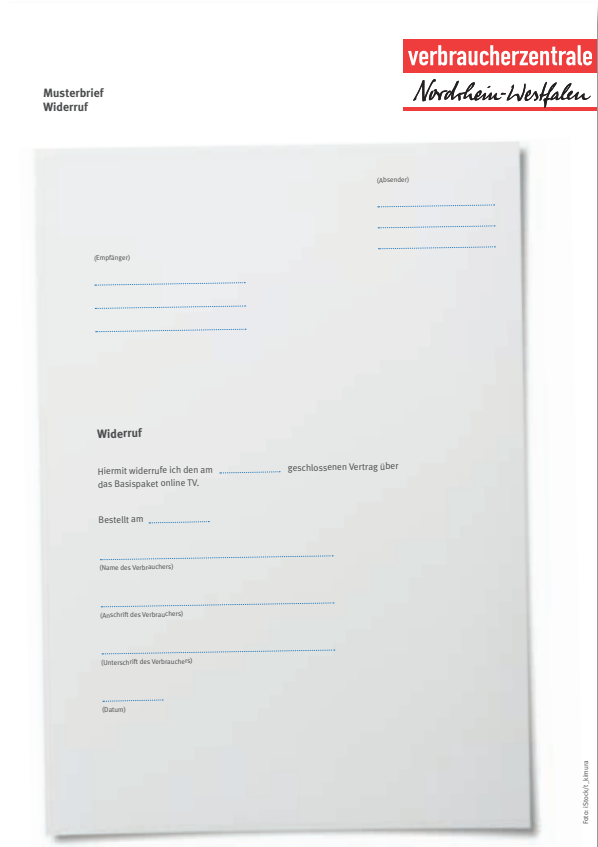 verbraucherzentrale
Nordrhein-Westfalen
Musterbrief
Widerruf
(Absender)
(Empfänger)
Widerruf
Hiermit widerrufe ich den am geschlossenen Vertrag über
das Basispaket online TV.
Bestellt am
(Name des Verbrauchers)
(Anschrift des Verbrauchers)
(Unterschrift des Verbrauchers)
(Datum)
Foto: iStock/t_kimura